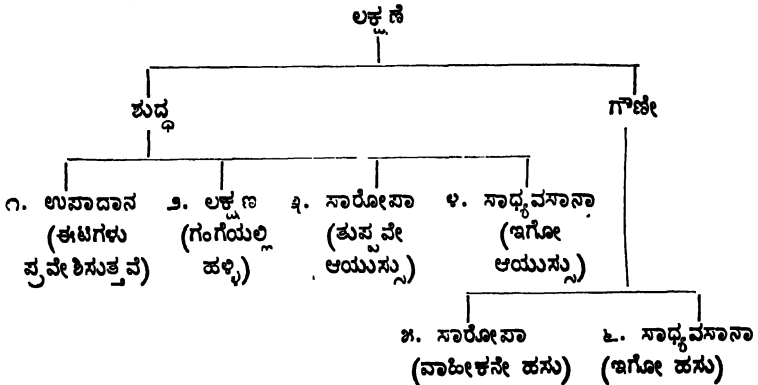 ಲಕ್ಷಣೆ
ಶುದ್ಧ ಗೌಣೀ
೧. ಉಪಾದಾನ ೨. ಲಕ್ಷಣ ೩. ಸಾರೋಪಾ ೪. ಸಾಧ್ಯವಸಾನಾ
(ಈಟಿಗಳು (ಗಂಗೆಯಲ್ಲಿ (ತುಪ್ಪವೇ (ಇಗೋ
ಪ್ರವೇಶಿಸುತ್ತವೆ) ಹಳ್ಳಿ) ಆಯುಸ್ಸು) ಆಯುಸ್ಸು)
೫. ಸಾರೋಪಾ ೬. ಸಾಧ್ಯವಸಾನಾ
(ವಾಹೀಕನೇ ಹಸು) (ಇಗೋ ಹಸು)